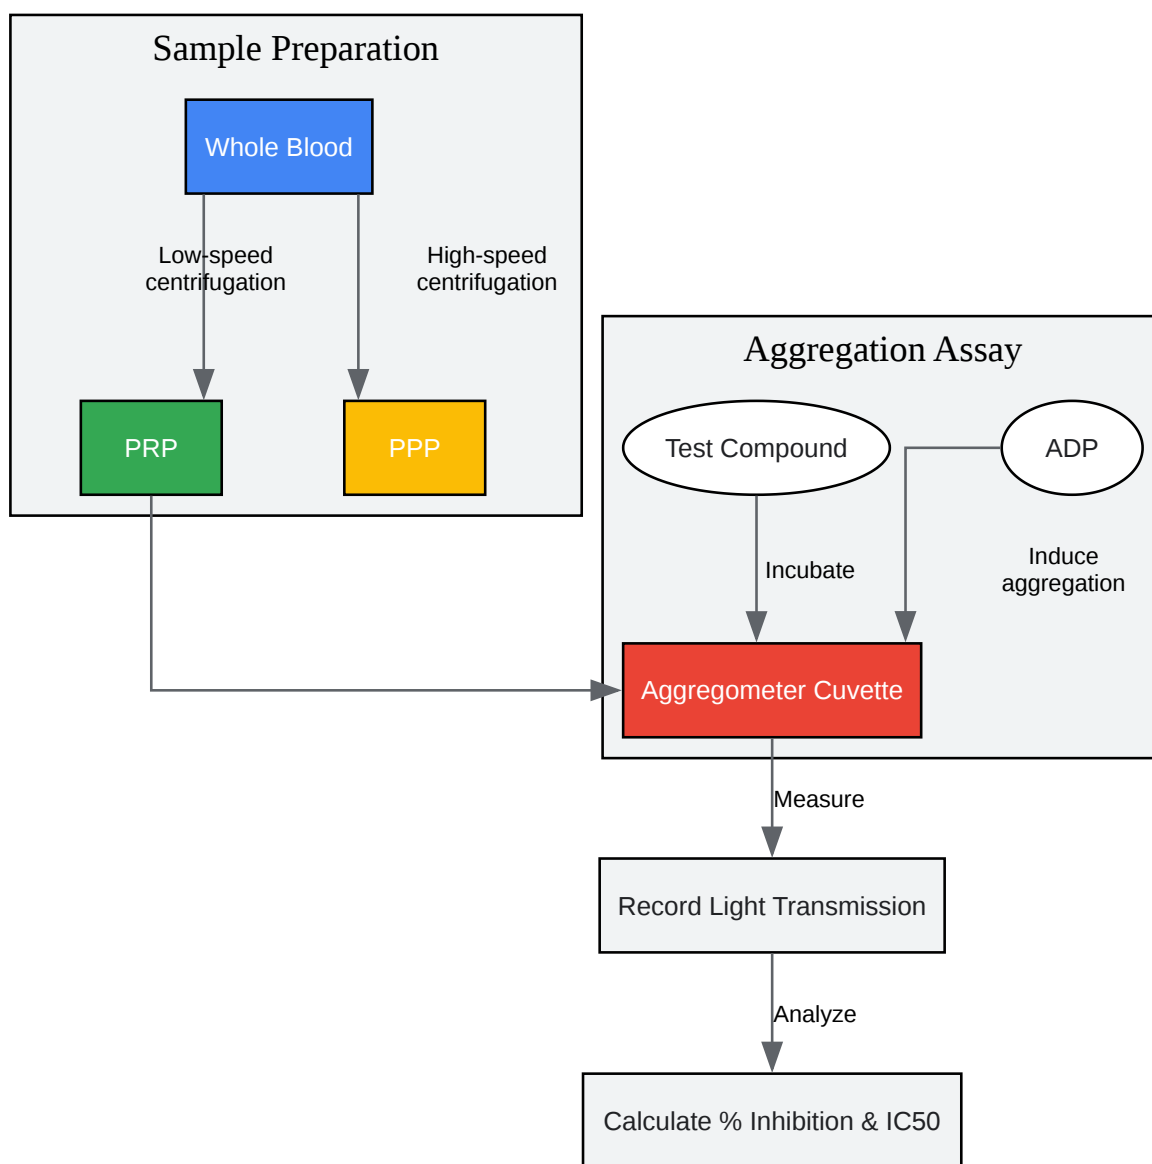 Sample Preparation
Whole Blood
Low-speed
centrifugation
High-speed
centrifugation
PRP
PPP
Aggregation Assay
Test Compound
ADP
Incubate
Induce
aggregation
Aggregometer Cuvette
Measure
Record Light Transmission
Analyze
Calculate % Inhibition & IC50